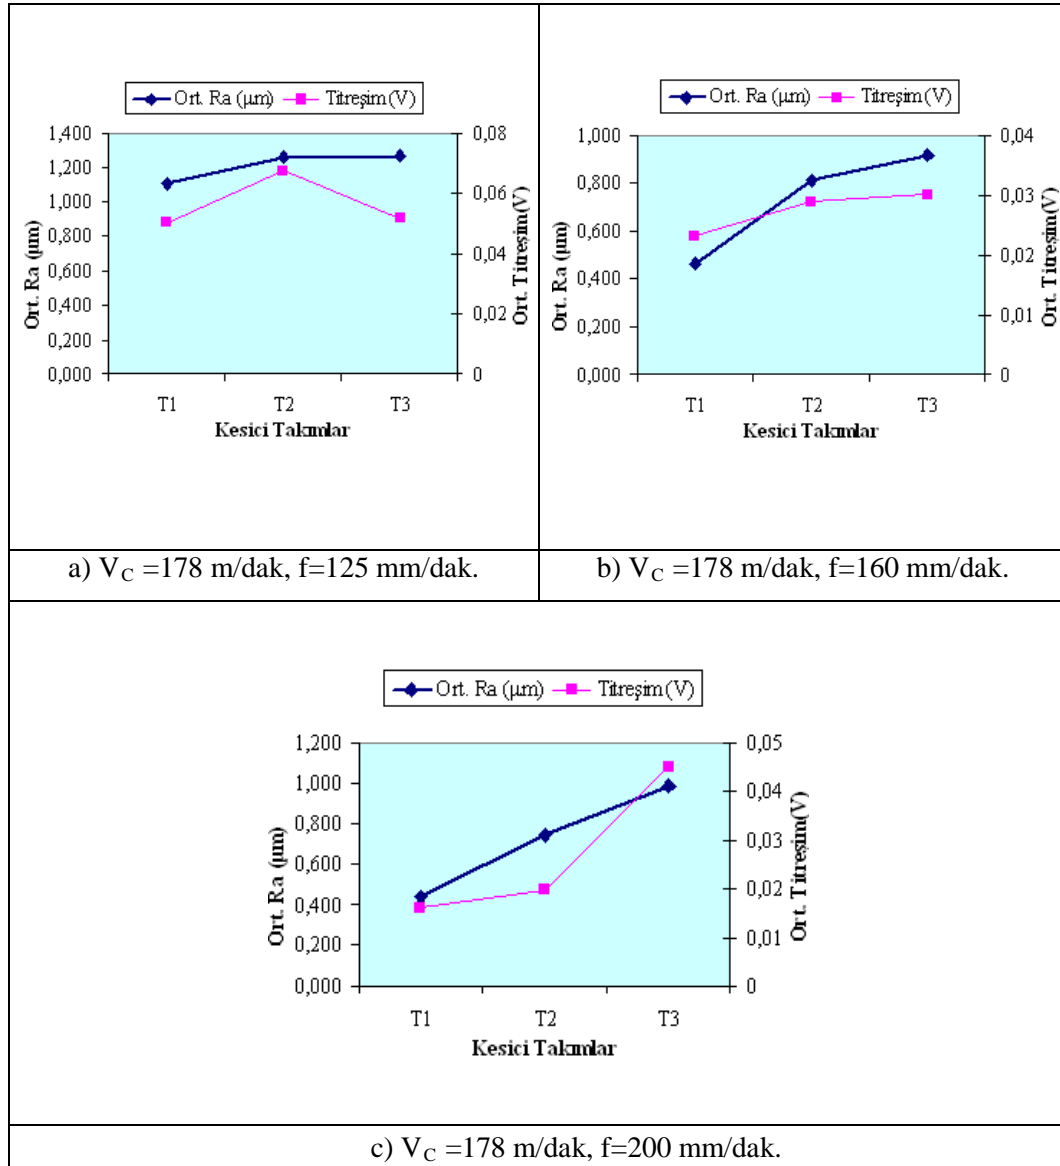 Ort. Ra (µm) Titreşim (V)
1,400
1,200
1,000
0,800
0,600
0,400
0,200
0,000
Ort. Ra (µm)
0,08
0,06
0,04
0,02
0
Ort. Titreşim(V)
T1 T2 T3
Kesici Takımlar
a) V_C =178 m/dak, f=125 mm/dak.
Ort. Ra (µm) Titreşim (V)
1,000
0,800
0,600
0,400
0,200
0,000
Ort. Ra (µm)
0,04
0,03
0,02
0,01
0
Ort. Titreşim(V)
T1 T2 T3
Kesici Takımlar
b) V_C =178 m/dak, f=160 mm/dak.
Ort. Ra (µm) Titreşim (V)
1,200
1,000
0,800
0,600
0,400
0,200
0,000
Ort. Ra (µm)
0,05
0,04
0,03
0,02
0,01
0
Ort. Titreşim(V)
T1 T2 T3
Kesici Takımlar
c) V_C =178 m/dak, f=200 mm/dak.